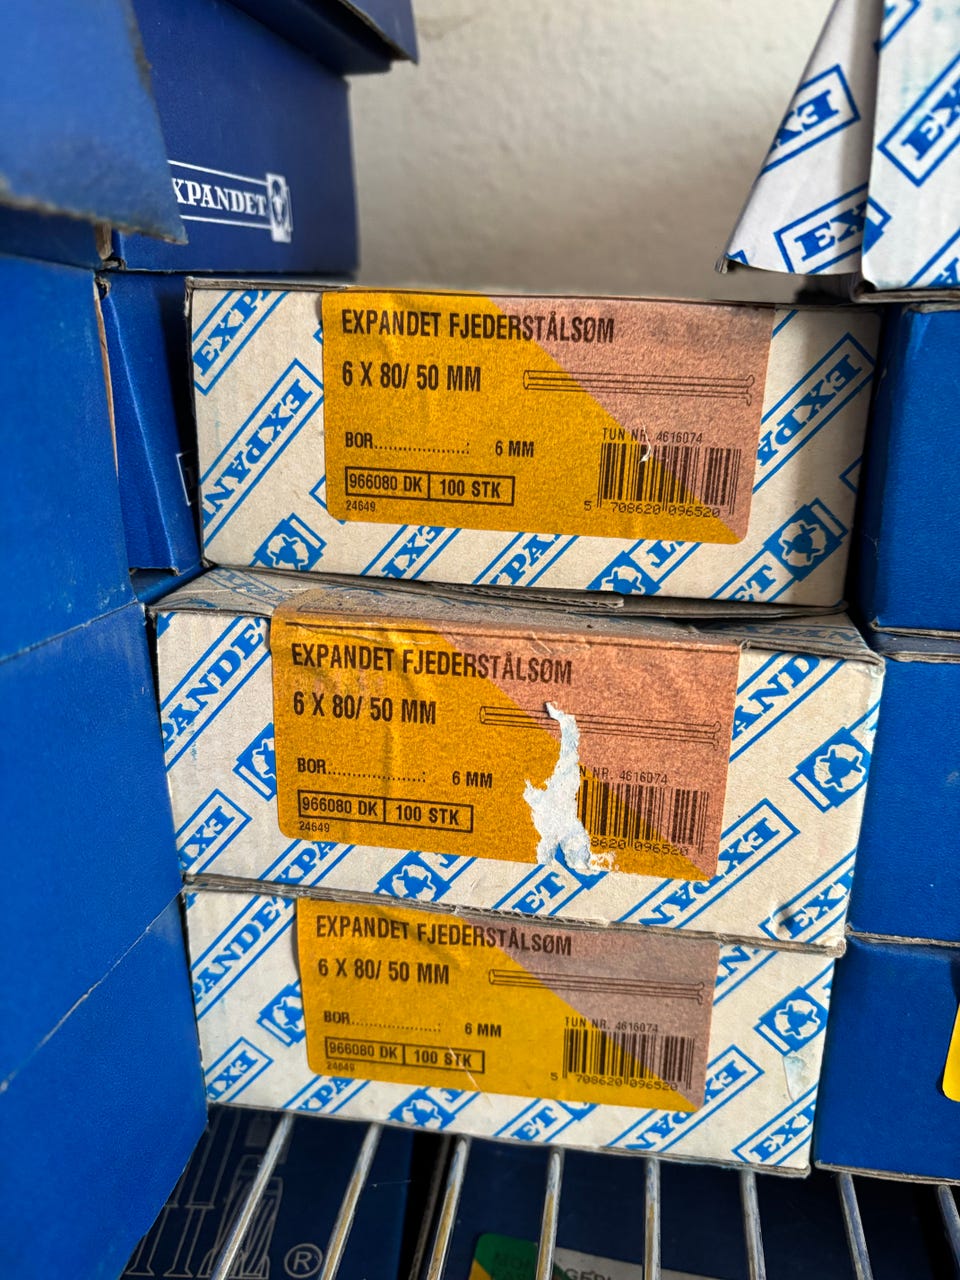 EXPANDET
EXPANDET FJEDERSTÅLSØM
6 X 80/ 50 MM
BOR....................: 6 MM
TUN NR. 4616074
966080 DK 100 STK
24649
5 708620 096520
EXPANDET FJEDERSTÅLSØM
6 X 80/ 50 MM
BOR....................: 6 MM
NR. 4616074
966080 DK 100 STK
24649
8620 096520
EXPANDET FJEDERSTÅLSØM
6 X 80/ 50 MM
BOR....................: 6 MM
TUN NR. 4616074
966080 DK 100 STK
24649
5 708620 096520
®